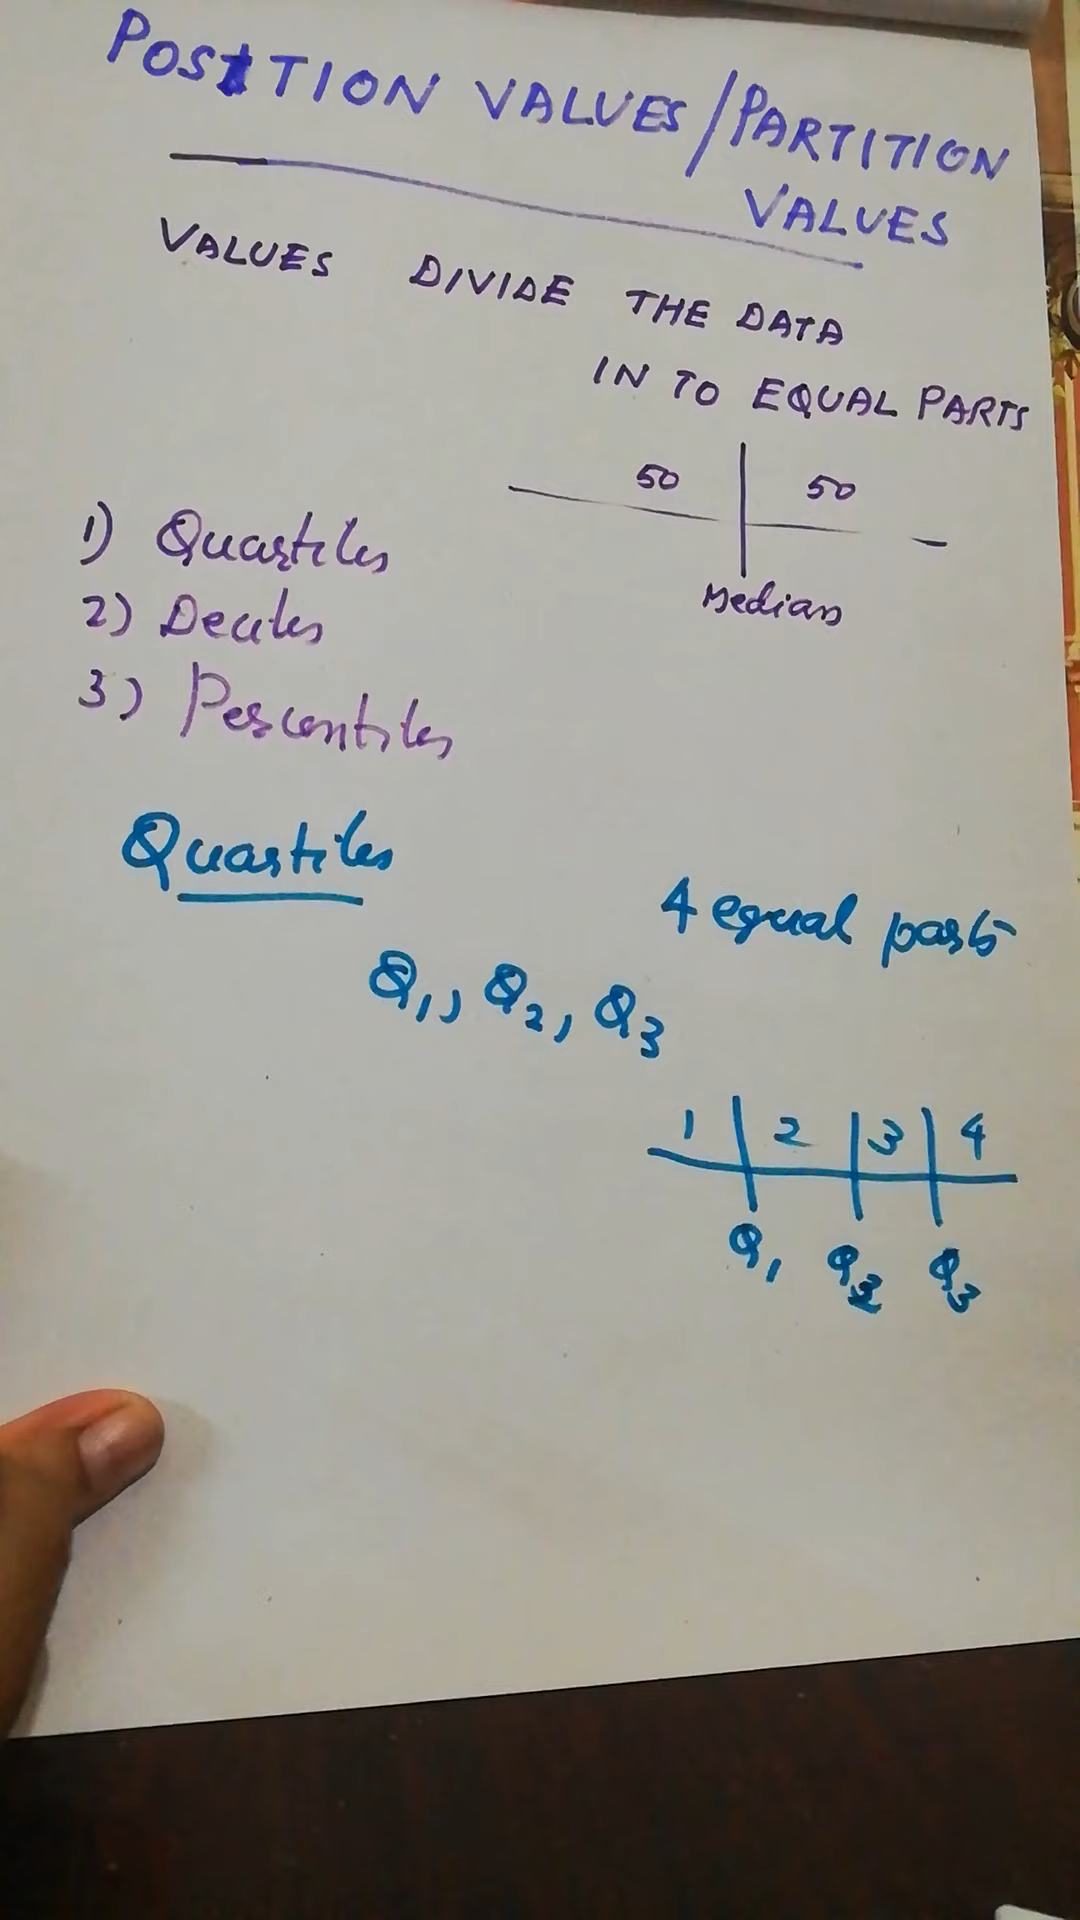 POSITION VALUES/PARTITION
VALUES
VALUES DIVIDE THE DATA
IN TO EQUAL PARTS
50 50
Median
1) Quartiles
2) Deciles
3) Percentiles
Quartiles
4 equal parts
Q1, Q2, Q3
1 2 3 4
Q1 Q2 Q3